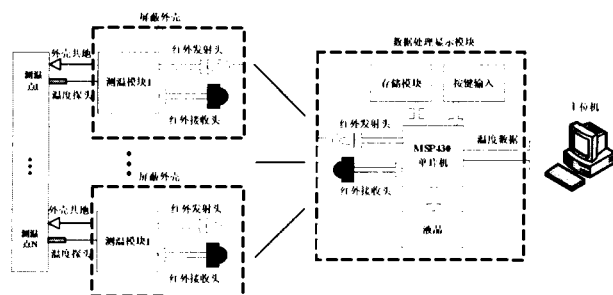 屏蔽外壳
外壳共地
红外发射头
测温
点1
测温模块1
温度探头
红外接收头
屏蔽外壳
外壳共地
红外发射头
测温
点N
测温模块1
温度探头
红外接收头
数据处理显示模块
存储模块
按键输入
红外发射头
MSP430
单片机
温度数据
红外接收头
液晶
上位机